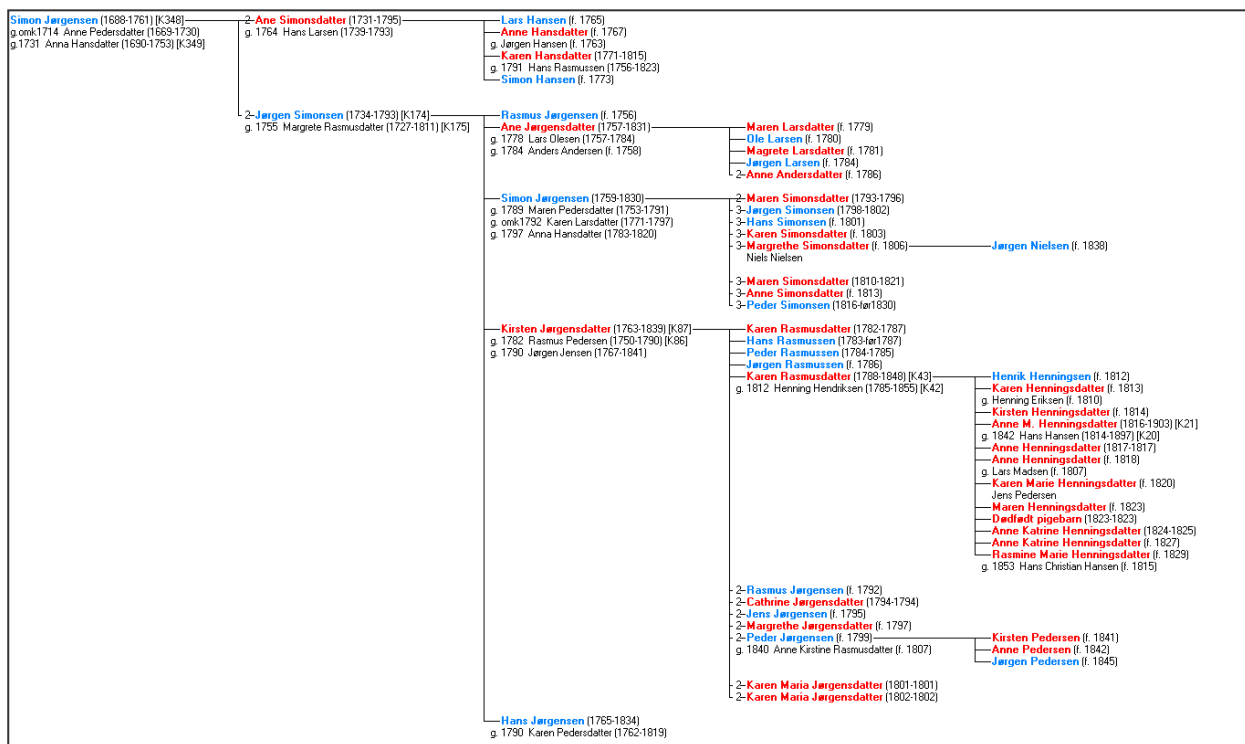 Simon Jørgensen (1688-1761) [K348]
g.omk1714 Anne Pedersdatter (1669-1730)
g.1731 Anna Hansdatter (1690-1753) [K349]
2 Ane Simonsdatter (1731-1795)
g. 1764 Hans Larsen (1739-1793)
Lars Hansen (f. 1765)
Anne Hansdatter (f. 1767)
g. Jørgen Hansen (f. 1763)
Karen Hansdatter (1771-1815)
g. 1791 Hans Rasmussen (1756-1823)
Simon Hansen (f. 1773)
2 Jørgen Simonsen (1734-1793) [K174]
g. 1755 Margrete Rasmusdatter (1727-1811) [K175]
Rasmus Jørgensen (f. 1756)
Ane Jørgensdatter (1757-1831)
g. 1778 Lars Olesen (1757-1784)
g. 1784 Anders Andersen (f. 1758)
Maren Larsdatter (f. 1779)
Ole Larsen (f. 1780)
Magrete Larsdatter (f. 1781)
Jørgen Larsen (f. 1784)
2 Anne Andersdatter (f. 1786)
Simon Jørgensen (1759-1830)
g. 1789 Maren Pedersdatter (1753-1791)
g. omk1792 Karen Larsdatter (1771-1797)
g. 1797 Anna Hansdatter (1783-1820)
2 Maren Simonsdatter (1793-1796)
3 Jørgen Simonsen (1798-1802)
3 Hans Simonsen (f. 1801)
3 Karen Simonsdatter (f. 1803)
3 Margrethe Simonsdatter (f. 1806)
Niels Nielsen
Jørgen Nielsen (f. 1838)
3 Maren Simonsdatter (1810-1821)
3 Anne Simonsdatter (f. 1813)
3 Peder Simonsen (1816-før1830)
Kirsten Jørgensdatter (1763-1839) [K87]
g. 1782 Rasmus Pedersen (1750-1790) [K86]
g. 1790 Jørgen Jensen (1767-1841)
Karen Rasmusdatter (1782-1787)
Hans Rasmussen (1783-før1787)
Peder Rasmussen (1784-1785)
Jørgen Rasmussen (f. 1786)
Karen Rasmusdatter (1788-1848) [K43]
g. 1812 Henning Hendriksen (1785-1855) [K42]
Henrik Henningsen (f. 1812)
Karen Henningsdatter (f. 1813)
g. Henning Eriksen (f. 1810)
Kirsten Henningsdatter (f. 1814)
Anne M. Henningsdatter (1816-1903) [K21]
g. 1842 Hans Hansen (1814-1897) [K20]
Anne Henningsdatter (1817-1817)
Anne Henningsdatter (f. 1818)
g. Lars Madsen (f. 1807)
Karen Marie Henningsdatter (f. 1820)
Jens Pedersen
Maren Henningsdatter (f. 1823)
Dødfødt pigebarn (1823-1823)
Anne Katrine Henningsdatter (1824-1825)
Anne Katrine Henningsdatter (f. 1827)
Rasmine Marie Henningsdatter (f. 1829)
g. 1853 Hans Christian Hansen (f. 1815)
2 Rasmus Jørgensen (f. 1792)
2 Cathrine Jørgensdatter (1794-1794)
2 Jens Jørgensen (f. 1795)
2 Margrethe Jørgensdatter (f. 1797)
2 Peder Jørgensen (f. 1799)
g. 1840 Anne Kirstine Rasmusdatter (f. 1807)
Kirsten Pedersen (f. 1841)
Anne Pedersen (f. 1842)
Jørgen Pedersen (f. 1845)
2 Karen Maria Jørgensdatter (1801-1801)
2 Karen Maria Jørgensdatter (1802-1802)
Hans Jørgensen (1765-1834)
g. 1790 Karen Pedersdatter (1762-1819)